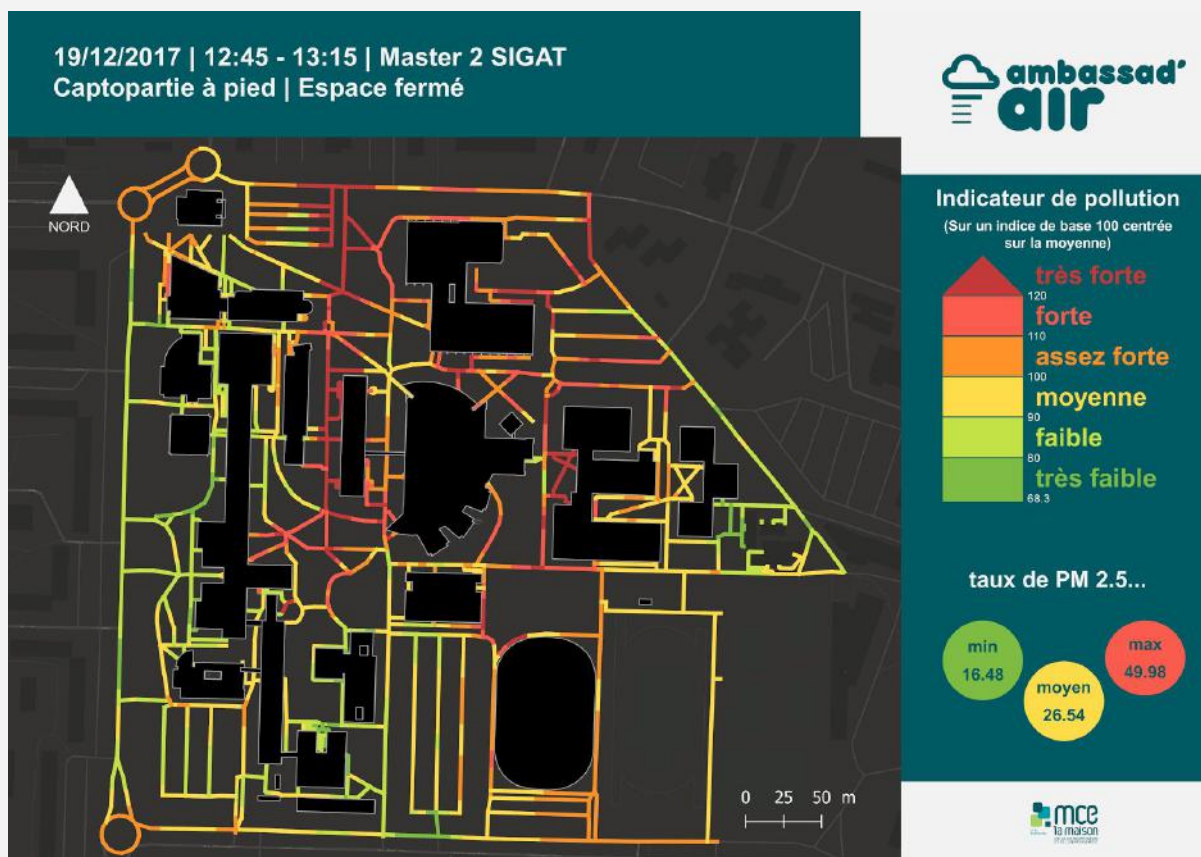 19/12/2017 | 12:45 - 13:15 | Master 2 SIGAT
Captopartie à pied | Espace fermé
ambassad'
air
NORD
Indicateur de pollution
(Sur un indice de base 100 centrée
sur la moyenne)
très forte
120
forte
110
assez forte
100
moyenne
90
faible
80
très faible
68.3
taux de PM 2.5...
min
16.48
max
49.98
moyen
26.54
0 25 50 m
mce
la maison